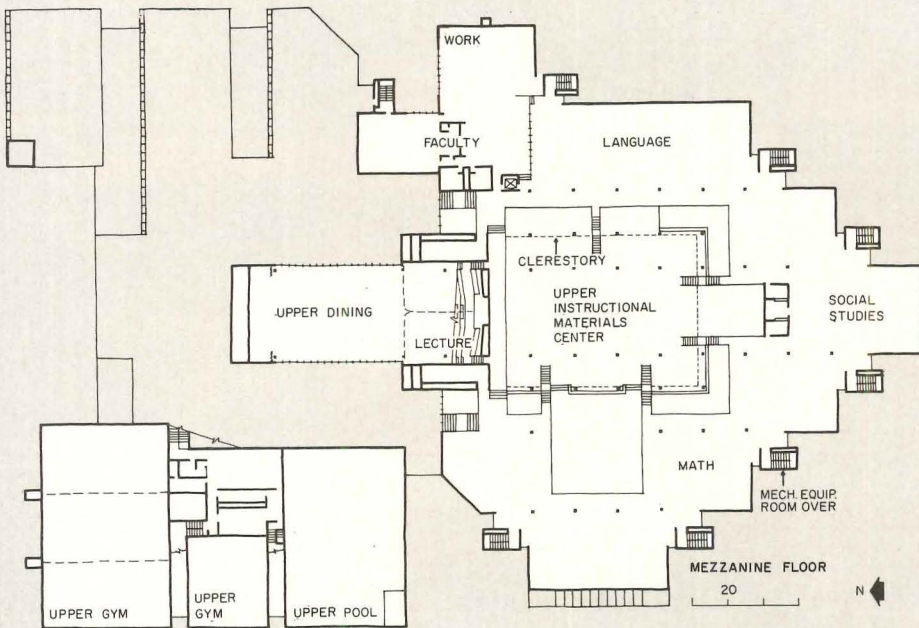 WORK
FACULTY
LANGUAGE
CLERESTORY
UPPER DINING
UPPER
INSTRUCTIONAL
MATERIALS
CENTER
SOCIAL
STUDIES
LECTURE
MATH
MECH. EQUIP.
ROOM OVER
MEZZANINE FLOOR
20
N
UPPER GYM
UPPER
GYM
UPPER POOL